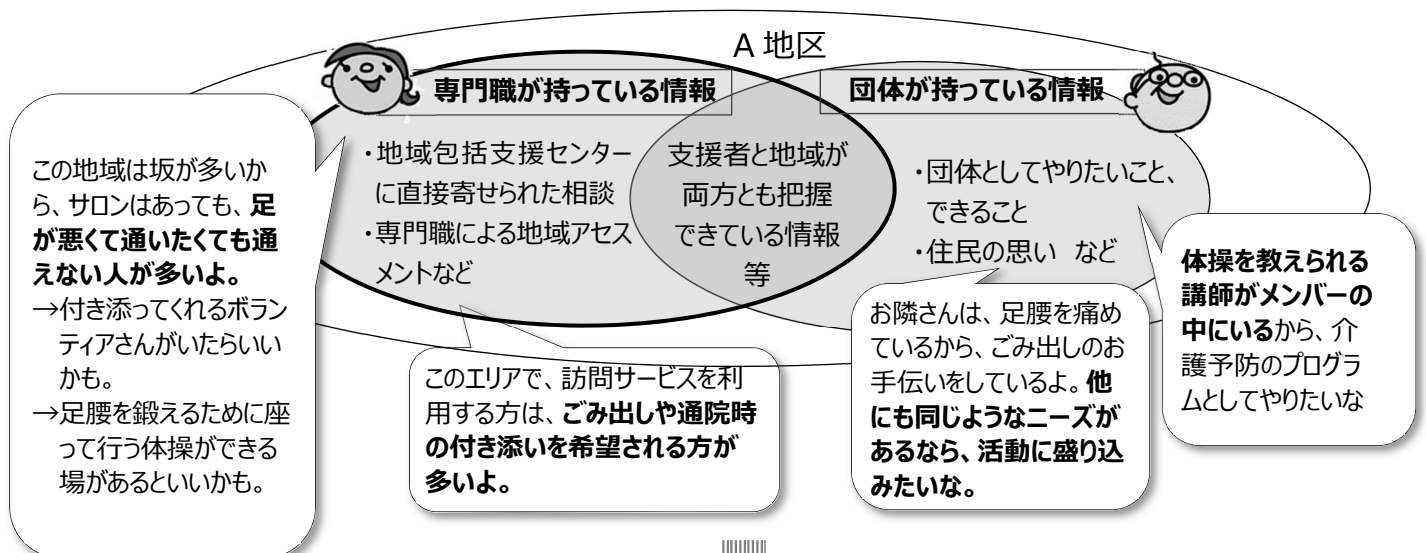 A 地区
専門職が持っている情報
団体が持っている情報
この地域は坂が多いか
ら、サロンはあっても、足
が悪くて通いたくても通
えない人が多いよ。
→付き添ってくれるボラン
ティアさんがいたらいい
かも。
→足腰を鍛えるために座
って行う体操ができる
場があるといいかも。
・地域包括支援センター
に直接寄せられた相談
・専門職による地域アセス
メントなど
支援者と地域が
両方とも把握
できている情報
等
・団体としてやりたいこと、
できること
・住民の思い など
このエリアで、訪問サービスを利
用する方は、ごみ出しや通院時
の付き添いを希望される方が
多いよ。
お隣さんは、足腰を痛め
ているから、ごみ出しのお
手伝いをしているよ。他
にも同じようなニーズが
あるなら、活動に盛り込
みたいな。
体操を教えられる
講師がメンバーの
中にいるから、介
護予防のプログラ
ムとしてやりたいな